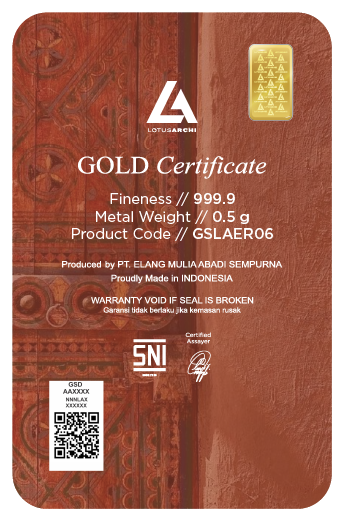 LOTUSARCHI
GOLD Certificate
Fineness // 999.9
Metal Weight // 0.5 g
Product Code // GSLAER06
Produced by PT. ELANG MULIA ABADI SEMPURNA
Proudly Made in INDONESIA
WARRANTY VOID IF SEAL IS BROKEN
Garansi tidak berlaku jika kemasan rusak
SNI
Certified
Assayer
GSD
AAXXXX
NNNLAX
XXXXXX